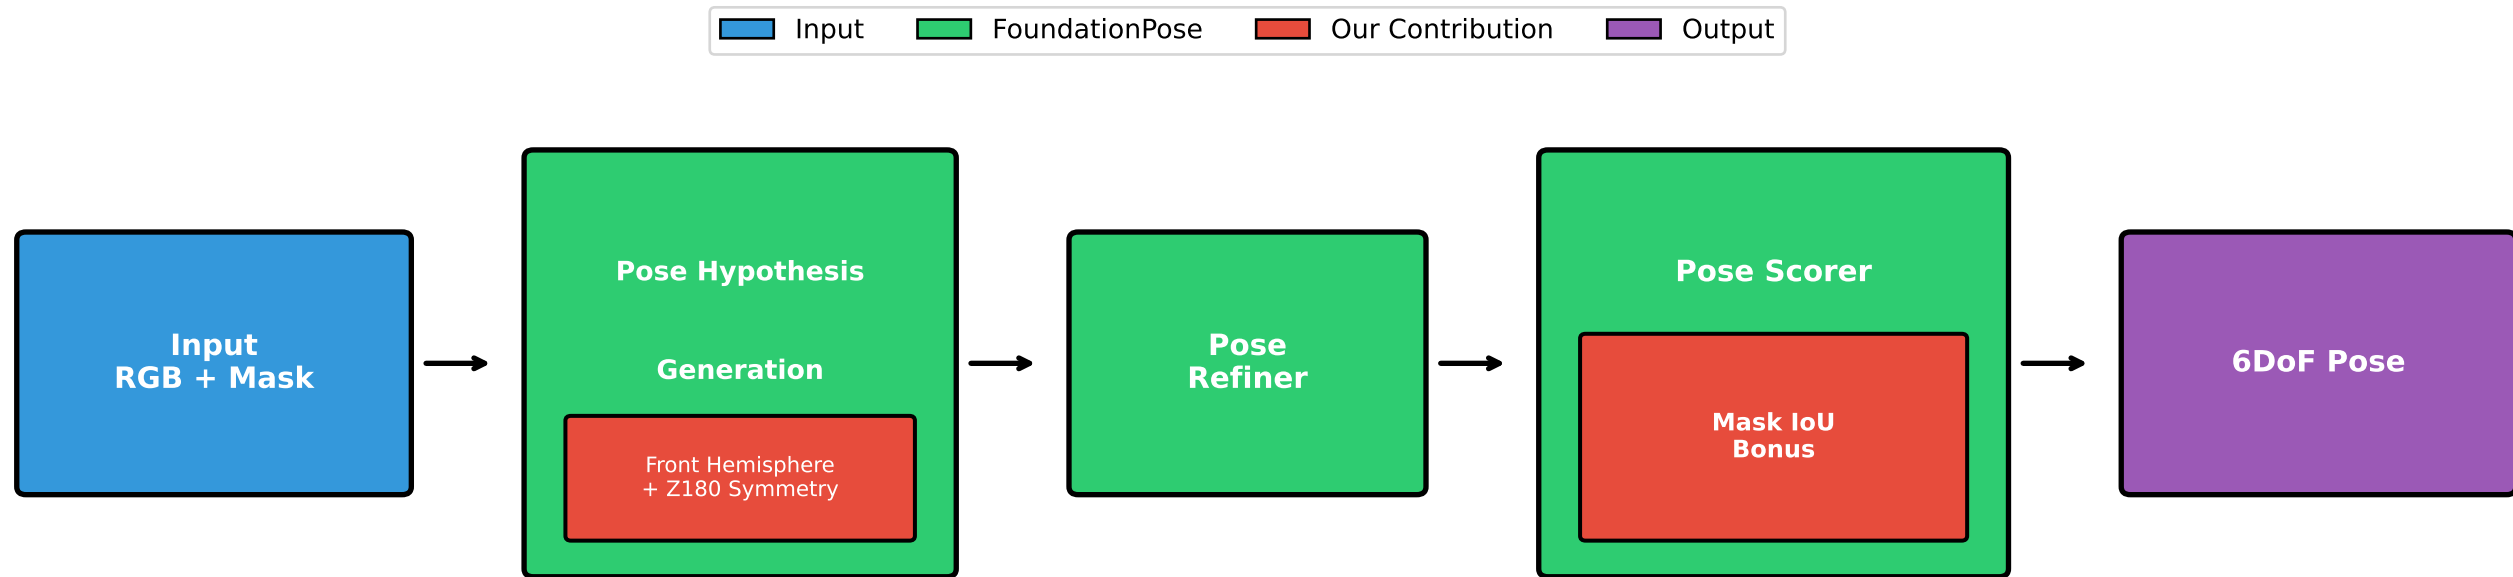 Input
FoundationPose
Our Contribution
Output
Input
RGB + Mask
Pose Hypothesis
Generation
Front Hemisphere
+ Z180 Symmetry
Pose
Refiner
Pose Scorer
Mask IoU
Bonus
6DoF Pose